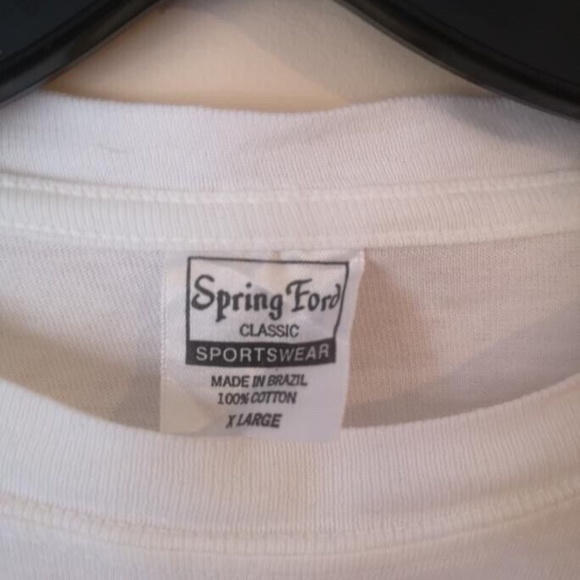 Spring Ford
CLASSIC
SPORTSWEAR
MADE IN BRAZIL
100% COTTON
X LARGE